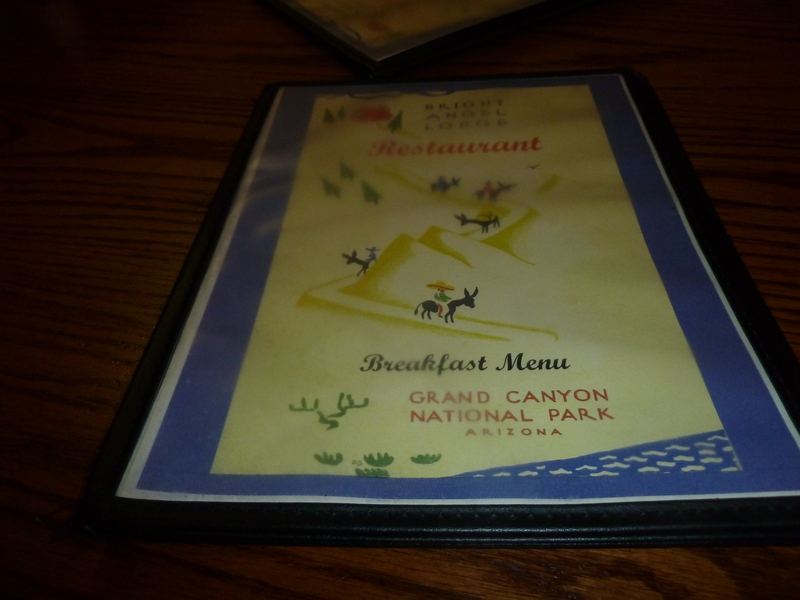 BRIGHT
ANGEL
LODGE
Restaurant
Breakfast Menu
GRAND CANYON
NATIONAL PARK
ARIZONA